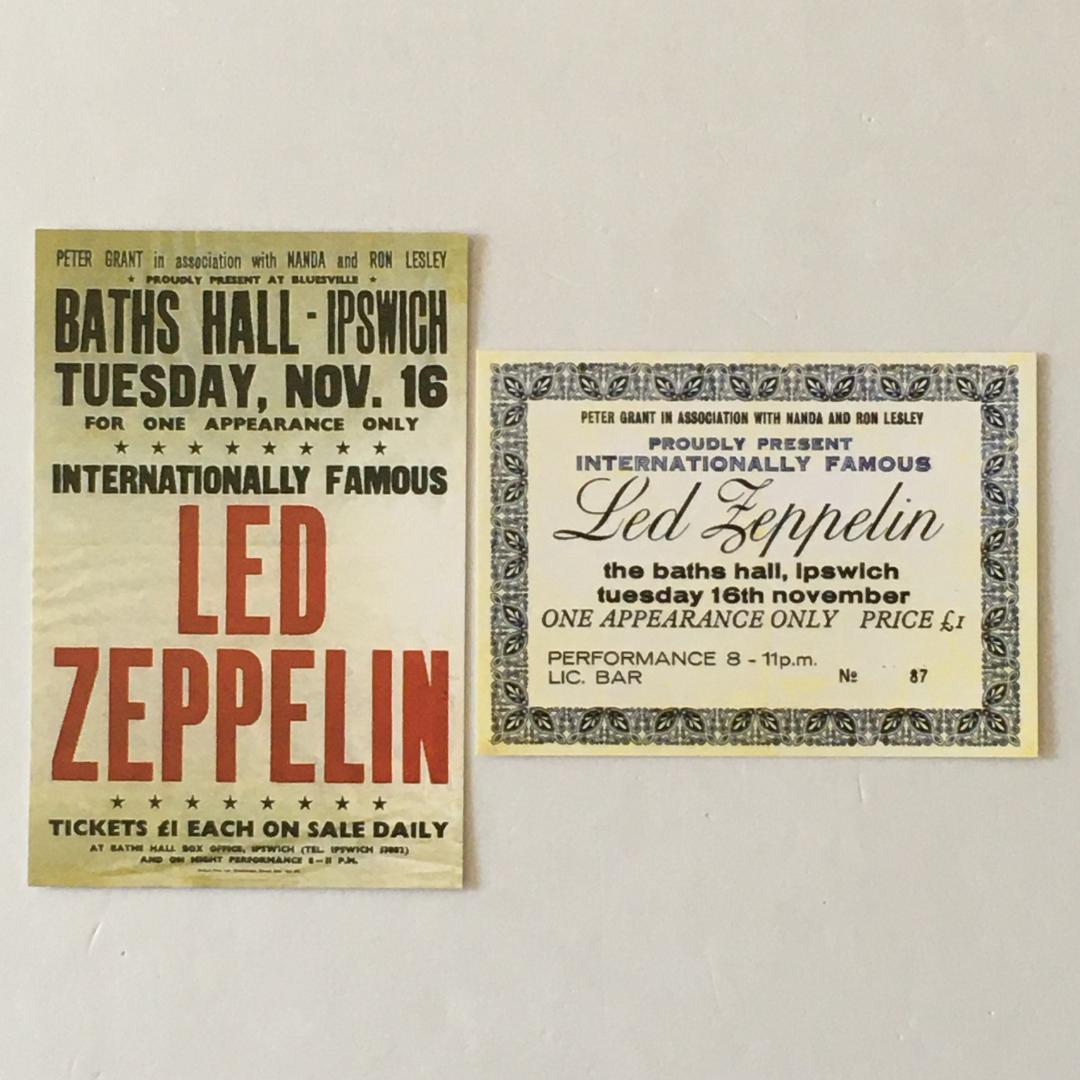 PETER GRANT in association with NANDA and RON LESLEY
★ PROUDLY PRESENT AT BLUESVILLE ★
BATHS HALL - IPSWICH
TUESDAY, NOV. 16
FOR ONE APPEARANCE ONLY
★ ★ ★ ★ ★ ★ ★ ★
INTERNATIONALLY FAMOUS
LED
ZEPPELIN
★ ★ ★ ★ ★ ★ ★ ★
TICKETS £1 EACH ON SALE DAILY
AT BATHS HALL BOX OFFICE, IPSWICH (TEL. IPSWICH
AND ON NIGHT PERFORMANCE 8—11 P.M.
PETER GRANT IN ASSOCIATION WITH NANDA AND RON LESLEY
PROUDLY PRESENT
INTERNATIONALLY FAMOUS
Led Zeppelin
the baths hall, ipswich
tuesday 16th november
ONE APPEARANCE ONLY PRICE £1
PERFORMANCE 8 - 11p.m.
LIC. BAR № 87